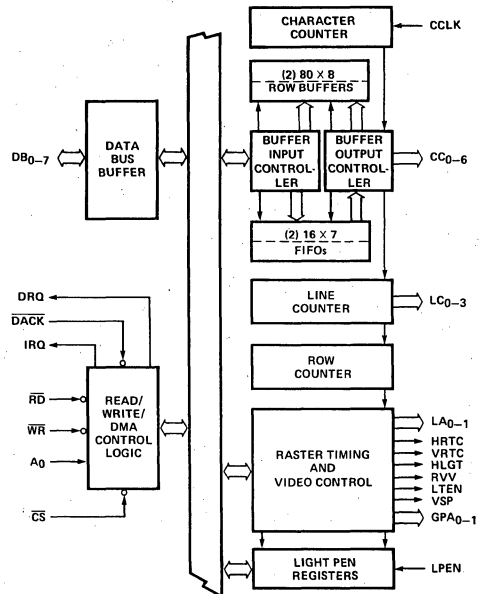 CHARACTER
COUNTER
CCLK
(2) 80 X 8
ROW BUFFERS
DB0–7
DATA
BUS
BUFFER
BUFFER
INPUT
CONTROL-
LER
BUFFER
OUTPUT
CONTROL-
LER
CC0–6
(2) 16 X 7
FIFOs
DRQ
DACK
IRQ
RD
WR
A0
CS
READ/
WRITE/
DMA
CONTROL
LOGIC
LINE
COUNTER
LC0–3
ROW
COUNTER
RASTER TIMING
AND
VIDEO CONTROL
LA0–1
HRTC
VRTC
HLGT
RVV
LTEN
VSP
GPA0–1
LIGHT PEN
REGISTERS
LPEN